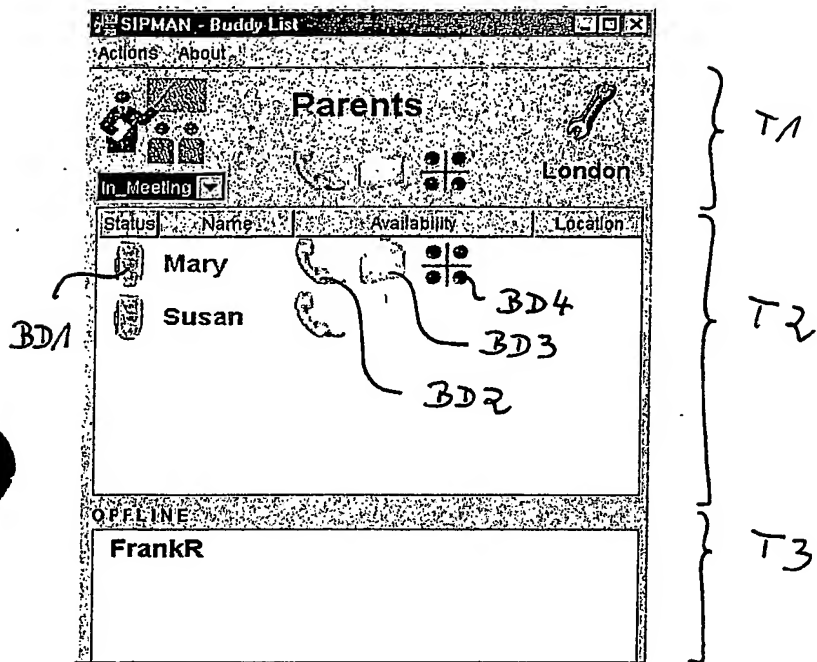 SIPMAN - Buddy List
Actions About
Parents
T1
London
In_Meeting
Status Name Availability Location
Mary
BD4
T2
BD1
Susan
BD3
BD2
OFFLINE
FrankR
T3